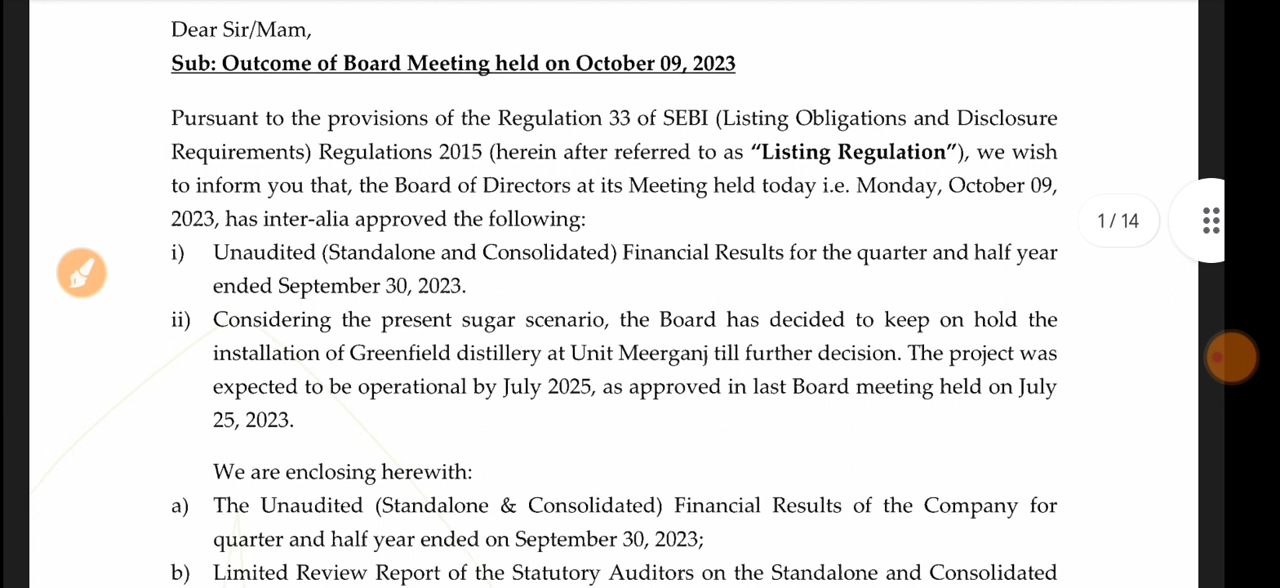 Dear Sir/Mam,
Sub: Outcome of Board Meeting held on October 09, 2023
Pursuant to the provisions of the Regulation 33 of SEBI (Listing Obligations and Disclosure
Requirements) Regulations 2015 (herein after referred to as “Listing Regulation”), we wish
to inform you that, the Board of Directors at its Meeting held today i.e. Monday, October 09,
2023, has inter-alia approved the following:
i) Unaudited (Standalone and Consolidated) Financial Results for the quarter and half year
ended September 30, 2023.
ii) Considering the present sugar scenario, the Board has decided to keep on hold the
installation of Greenfield distillery at Unit Meerganj till further decision. The project was
expected to be operational by July 2025, as approved in last Board meeting held on July
25, 2023.
We are enclosing herewith:
a) The Unaudited (Standalone & Consolidated) Financial Results of the Company for
quarter and half year ended on September 30, 2023;
b) Limited Review Report of the Statutory Auditors on the Standalone and Consolidated
1 / 14